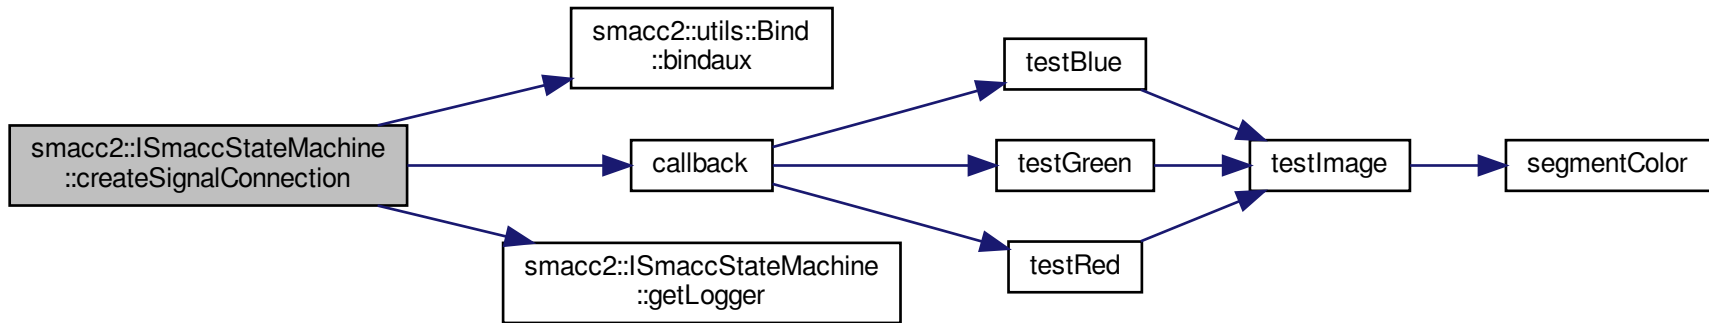 smacc2::ISmaccStateMachine
::createSignalConnection
smacc2::utils::Bind
::bindaux
callback
smacc2::ISmaccStateMachine
::getLogger
testBlue
testGreen
testRed
testImage
segmentColor